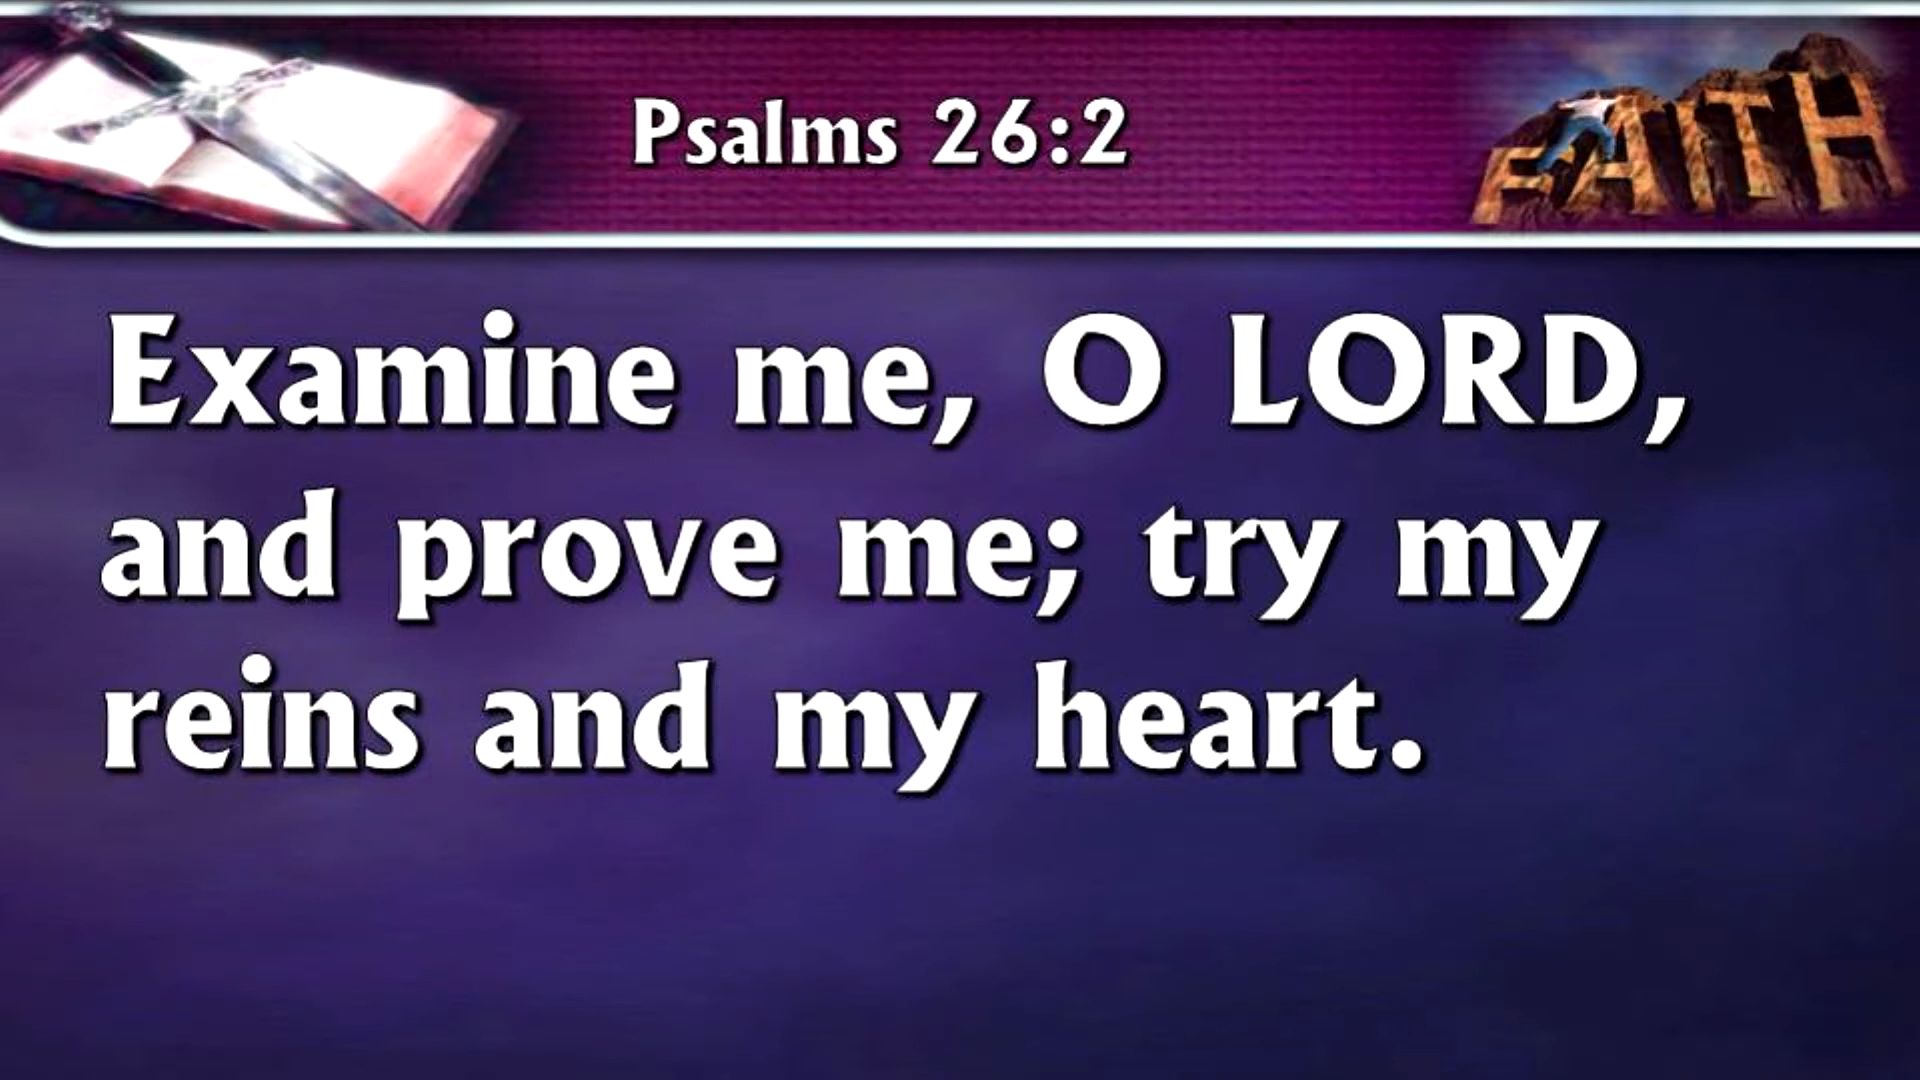 Psalms 26:2
FAITH
Examine me, O LORD,
and prove me; try my
reins and my heart.